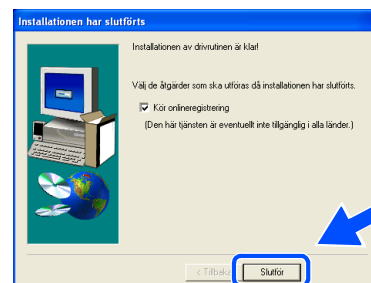 Installationen har slutförts
Installationen av drivrutinen är klar!
Välj de åtgärder som ska utföras då installationen har slutförts.
Kör onlineregistrering
(Den här tjänsten är eventuellt inte tillgänglig i alla länder.)
< Tillbaka
Slutför